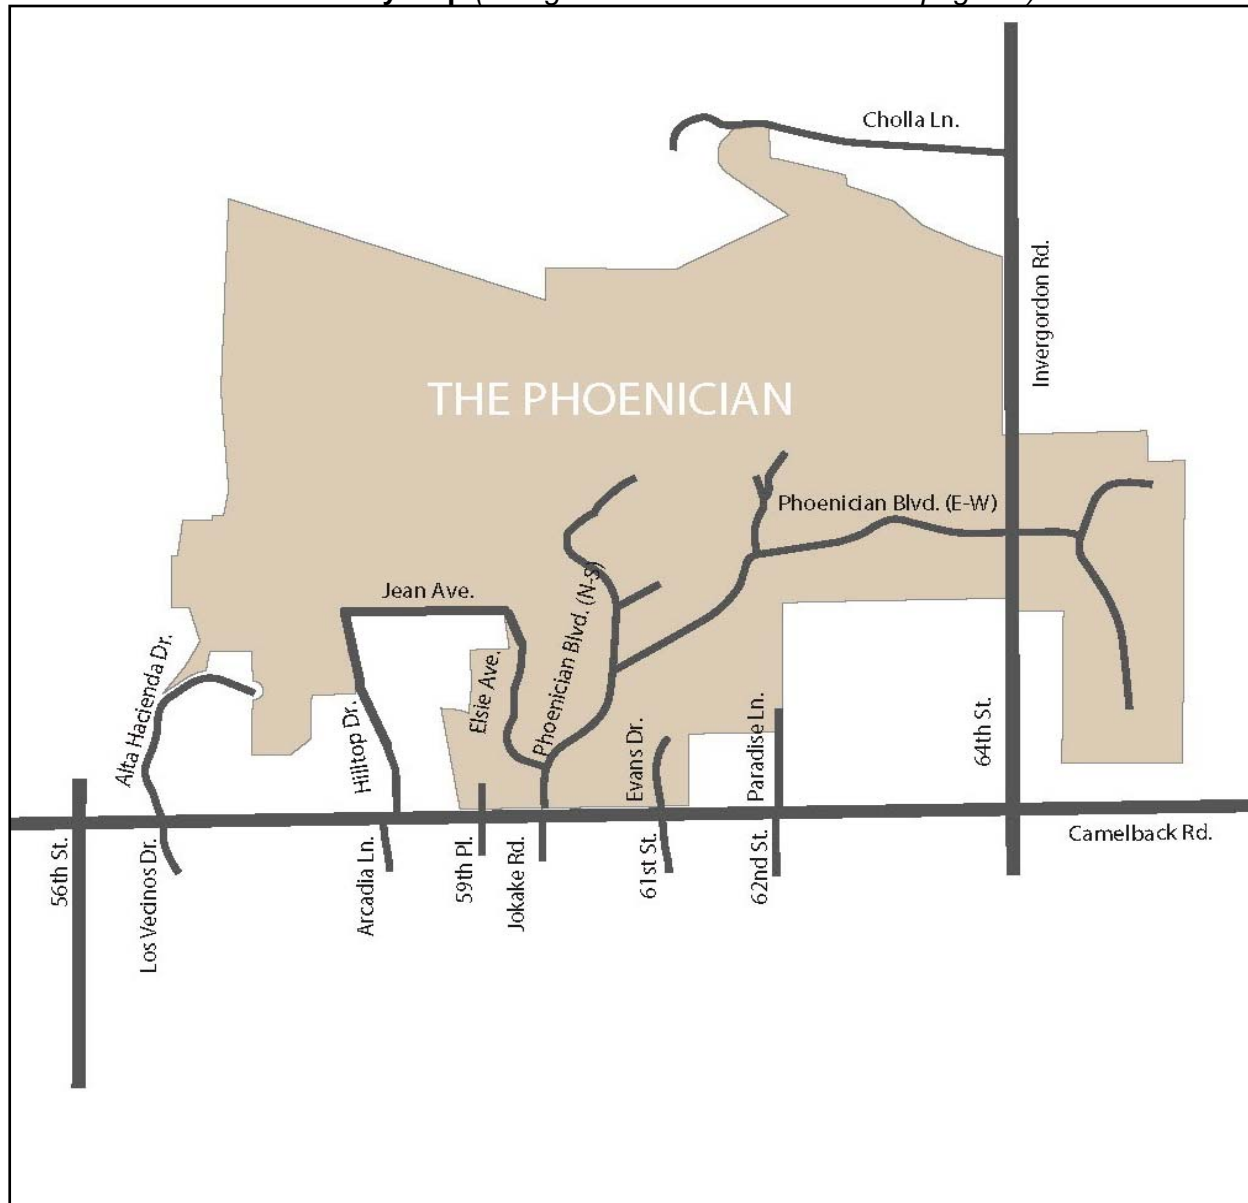 Cholla Ln.
Invergordon Rd.
THE PHOENICIAN
Phoenician Blvd. (E-W)
Jean Ave.
Phoenician Blvd. (N-S)
Alta Hacienda Dr.
Elsie Ave.
Hilltop Dr.
Evans Dr.
Paradise Ln.
64th St.
Camelback Rd.
56th St.
Los Vecinos Dr.
Arcadia Ln.
59th Pl.
Jokake Rd.
61st St.
62nd St.